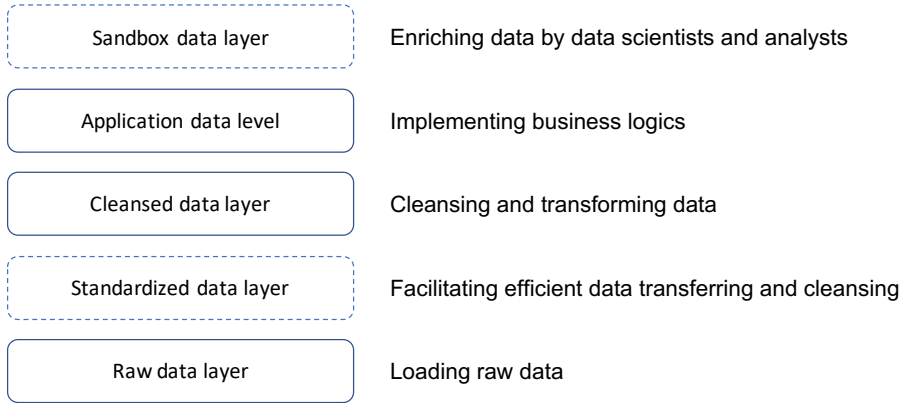 Sandbox data layer
Enriching data by data scientists and analysts
Application data level
Implementing business logics
Cleansed data layer
Cleansing and transforming data
Standardized data layer
Facilitating efficient data transferring and cleansing
Raw data layer
Loading raw data